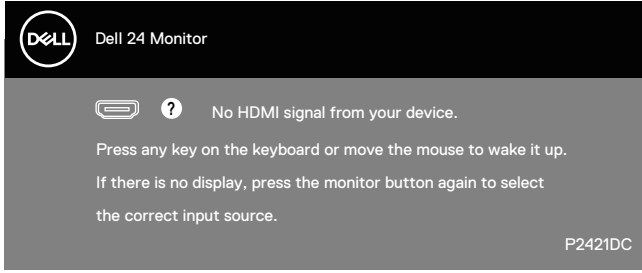 DELL
Dell 24 Monitor
? No HDMI signal from your device.
Press any key on the keyboard or move the mouse to wake it up.
If there is no display, press the monitor button again to select
the correct input source.
P2421DC